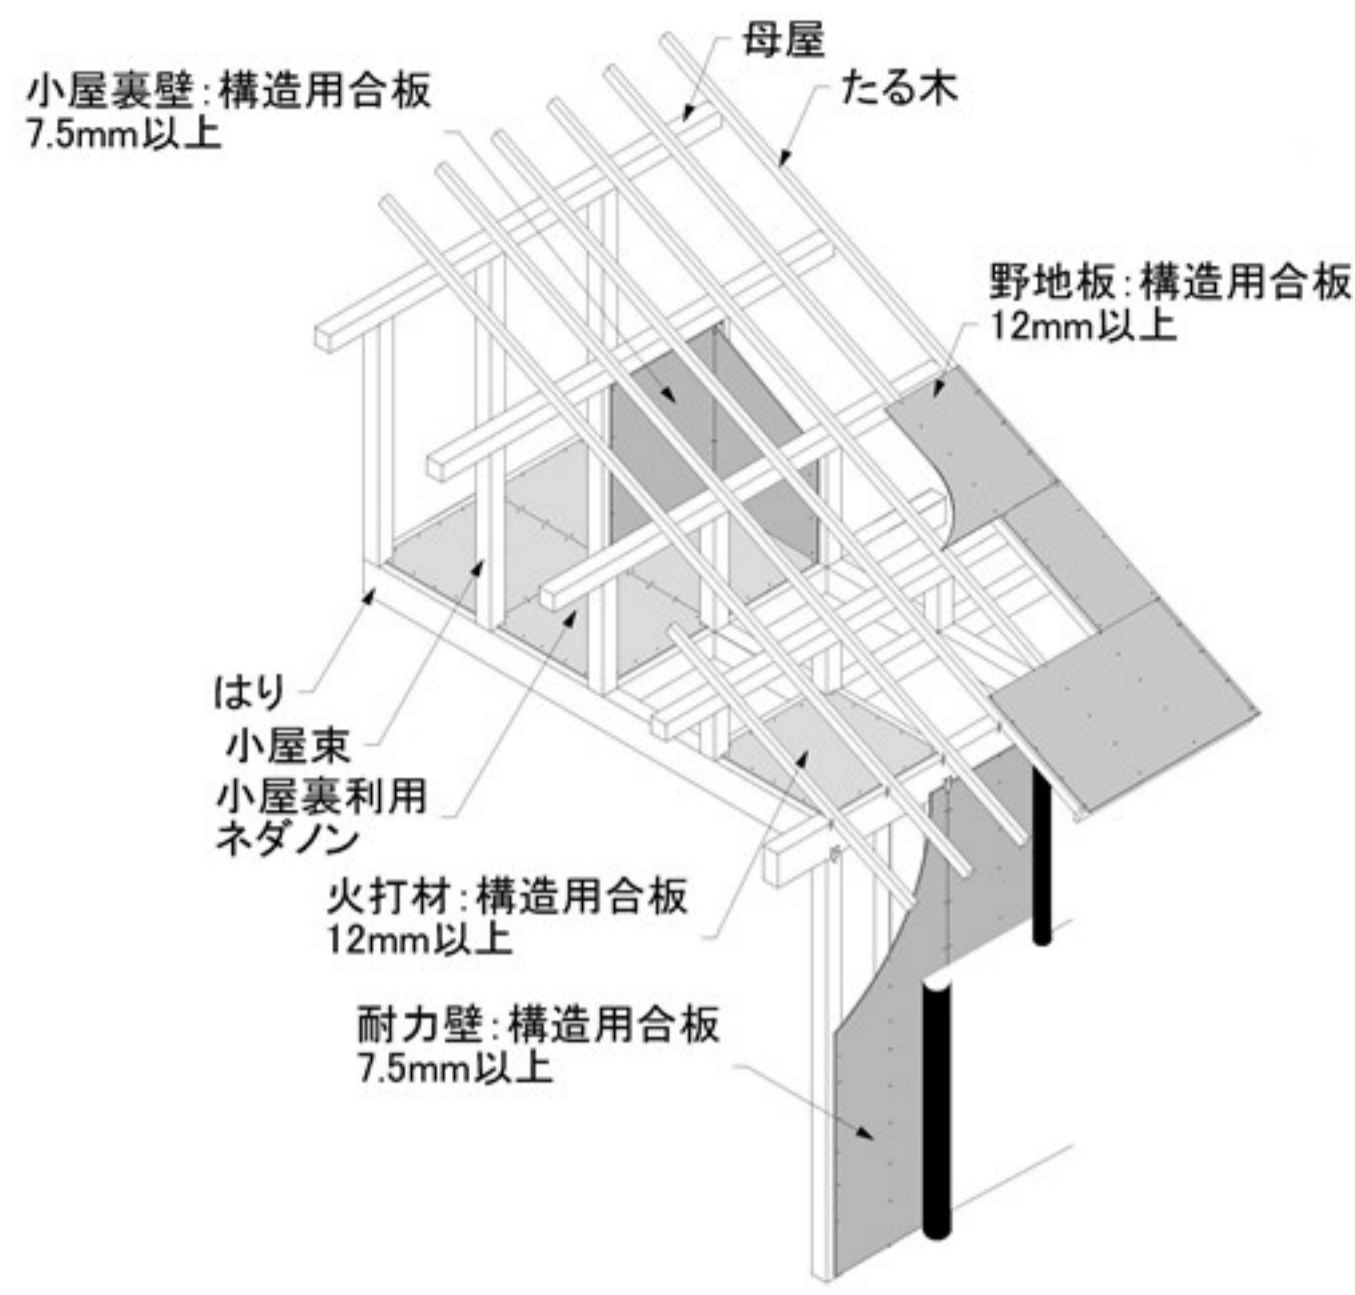 母屋
たる木
小屋裏壁:構造用合板
7.5mm以上
野地板:構造用合板
12mm以上
はり
小屋束
小屋裏利用
ネダノン
火打材:構造用合板
12mm以上
耐力壁:構造用合板
7.5mm以上